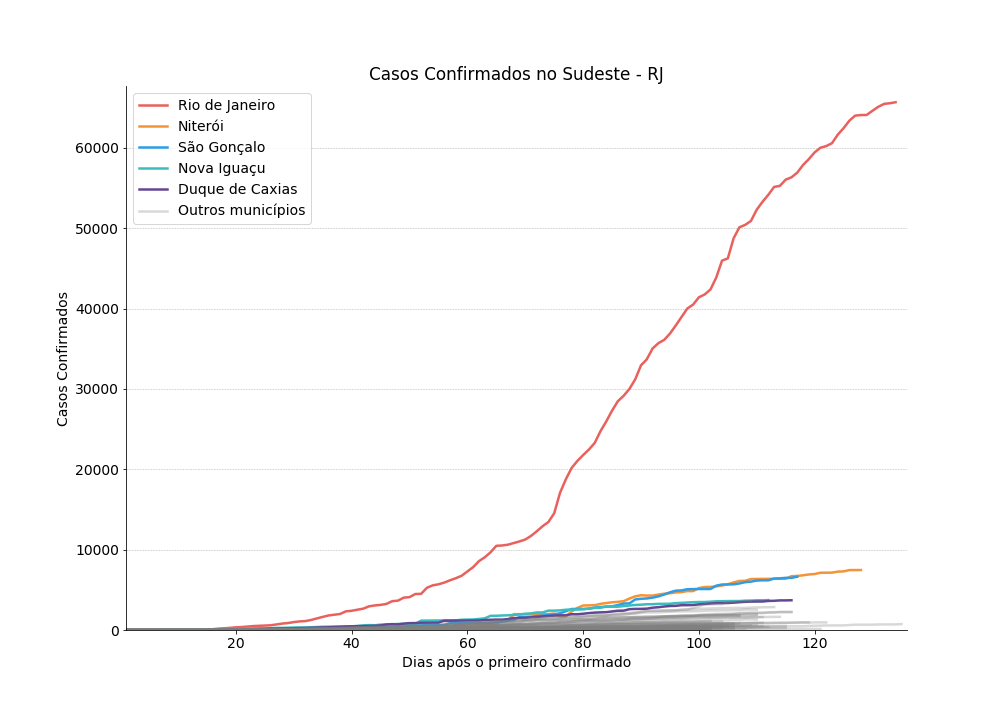 Casos Confirmados no Sudeste - RJ
Rio de Janeiro
Niterói
São Gonçalo
Nova Iguaçu
Duque de Caxias
Outros municípios
60000
50000
40000
30000
20000
10000
0
Casos Confirmados
20 40 60 80 100 120
Dias após o primeiro confirmado